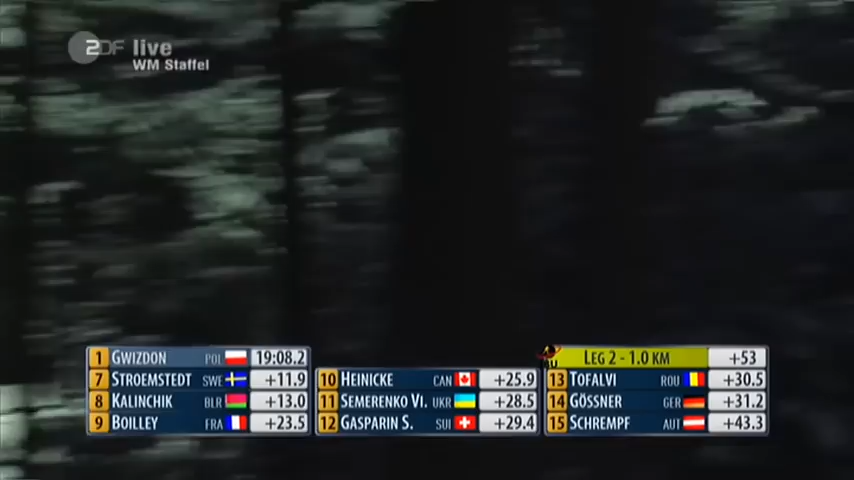 ZDF live
WM Staffel
LEG 2 - 1.0 KM +53
1 GWIZDON POL 19:08.2
7 STROEMSTEDT SWE +11.9
8 KALINCHIK BLR +13.0
9 BOILLEY FRA +23.5
10 HEINICKE CAN +25.9
11 SEMERENKO VI. UKR +28.5
12 GASPARIN S. SUI +29.4
13 TOFALVI ROU +30.5
14 GÖSSNER GER +31.2
15 SCHREMPF AUT +43.3